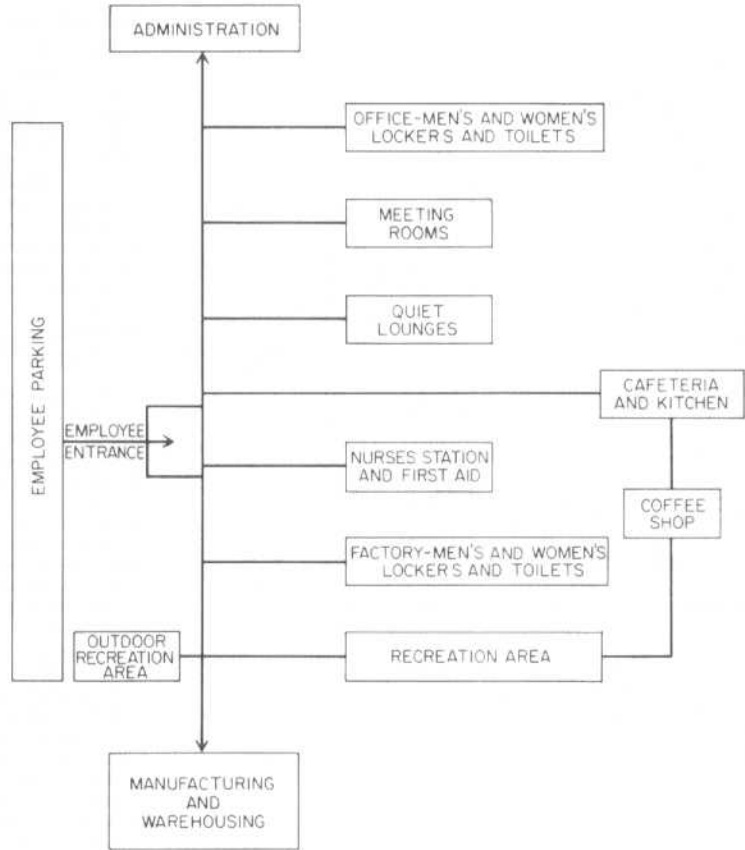 ADMINISTRATION
OFFICE-MEN'S AND WOMEN'S
LOCKERS AND TOILETS
MEETING
ROOMS
QUIET
LOUNGES
CAFETERIA
AND KITCHEN
EMPLOYEE PARKING
EMPLOYEE
ENTRANCE
NURSES STATION
AND FIRST AID
COFFEE
SHOP
FACTORY-MEN'S AND WOMEN'S
LOCKERS AND TOILETS
OUTDOOR
RECREATION
AREA
RECREATION AREA
MANUFACTURING
AND
WAREHOUSING